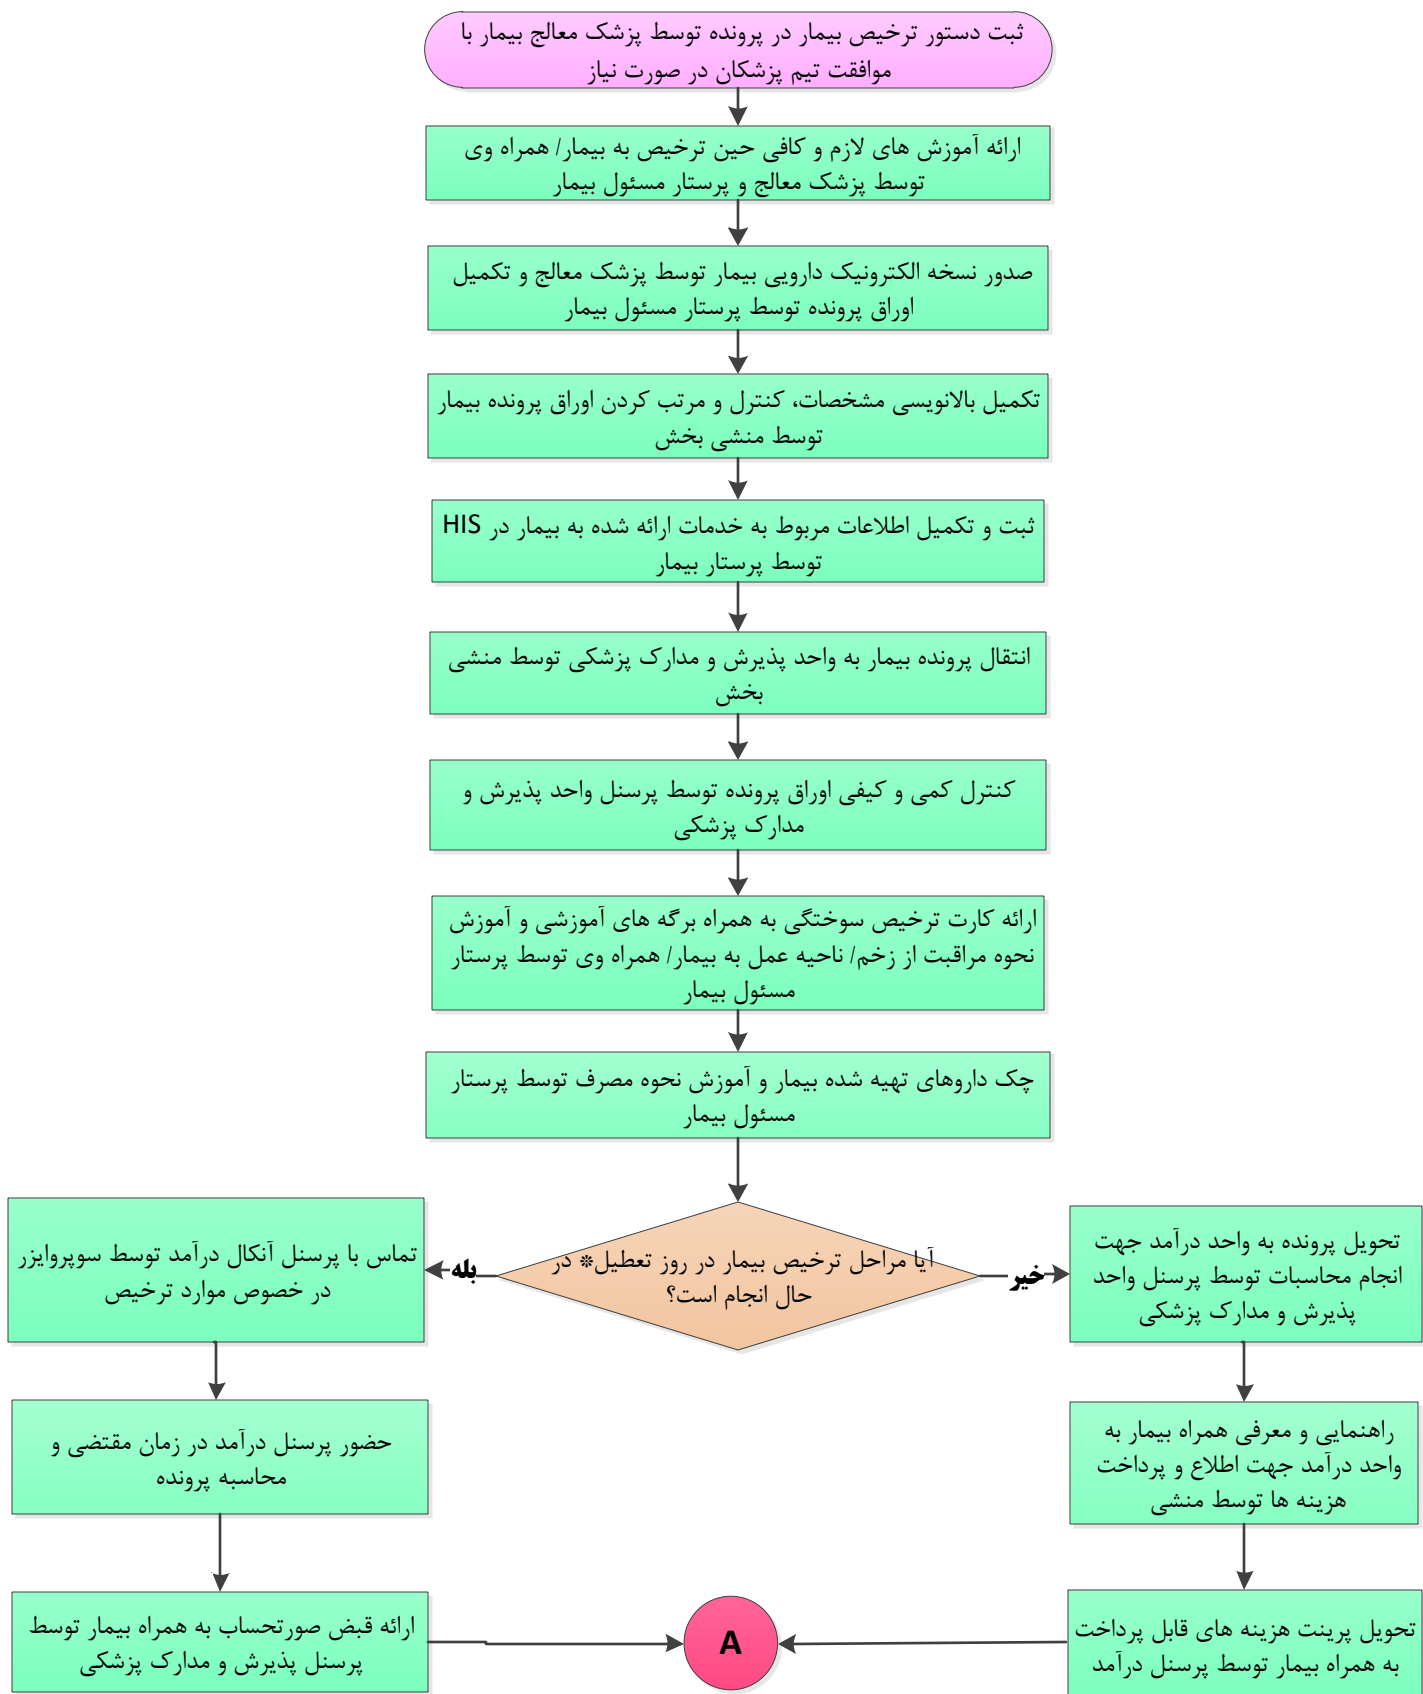 ثبت دستور ترخیص بیمار در پرونده توسط پزشک معالج بیمار با
موافقت تیم پزشکان در صورت نیاز
ارائه آموزش های لازم و کافی حین ترخیص به بیمار/ همراه وی
توسط پزشک معالج و پرستار مسئول بیمار
صدور نسخه الکترونیک دارویی بیمار توسط پزشک معالج و تکمیل
اوراق پرونده توسط پرستار مسئول بیمار
تکمیل بالانویسی مشخصات، کنترل و مرتب کردن اوراق پرونده بیمار
توسط منشی بخش
ثبت و تکمیل اطلاعات مربوط به خدمات ارائه شده به بیمار در HIS
توسط پرستار بیمار
انتقال پرونده بیمار به واحد پذیرش و مدارک پزشکی توسط منشی
بخش
کنترل کمی و کیفی اوراق پرونده توسط پرسنل واحد پذیرش و
مدارک پزشکی
ارائه کارت ترخیص سوختگی به همراه برگه های آموزشی و آموزش
نحوه مراقبت از زخم/ ناحیه عمل به بیمار/ همراه وی توسط پرستار
مسئول بیمار
چک داروهای تهیه شده بیمار و آموزش نحوه مصرف توسط پرستار
مسئول بیمار
آیا مراحل ترخیص بیمار در روز تعطیل* در
حال انجام است؟
خیر
تحویل پرونده به واحد درآمد جهت
انجام محاسبات توسط پرسنل واحد
پذیرش و مدارک پزشکی
راهنمایی و معرفی همراه بیمار به
واحد درآمد جهت اطلاع و پرداخت
هزینه ها توسط منشی
تحویل پرینت هزینه های قابل پرداخت
به همراه بیمار توسط پرسنل درآمد
بله
تماس با پرسنل آنکال درآمد توسط سوپروایزر
در خصوص موارد ترخیص
حضور پرسنل درآمد در زمان مقتضی و
محاسبه پرونده
ارائه قبض صورتحساب به همراه بیمار توسط
پرسنل پذیرش و مدارک پزشکی
A